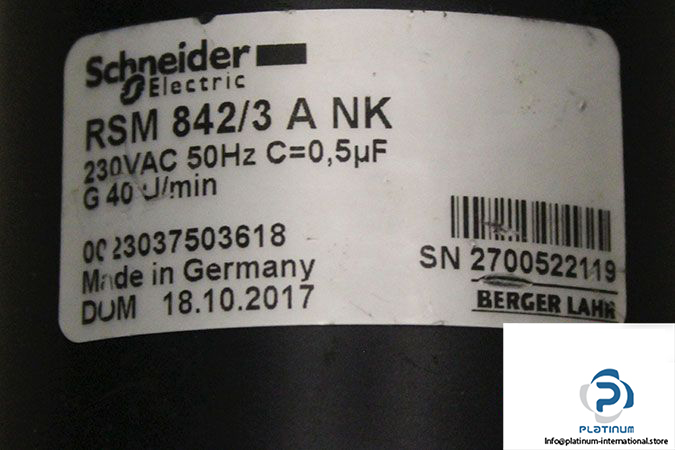 Schneider
Electric
RSM 842/3 A NK
230VAC 50Hz C=0,5µF
G 40 U/min
0023037503618
Made in Germany
DOM 18.10.2017
SN 2700522119
BERGER LAHR
PLATINUM
Info@platinum-international.store